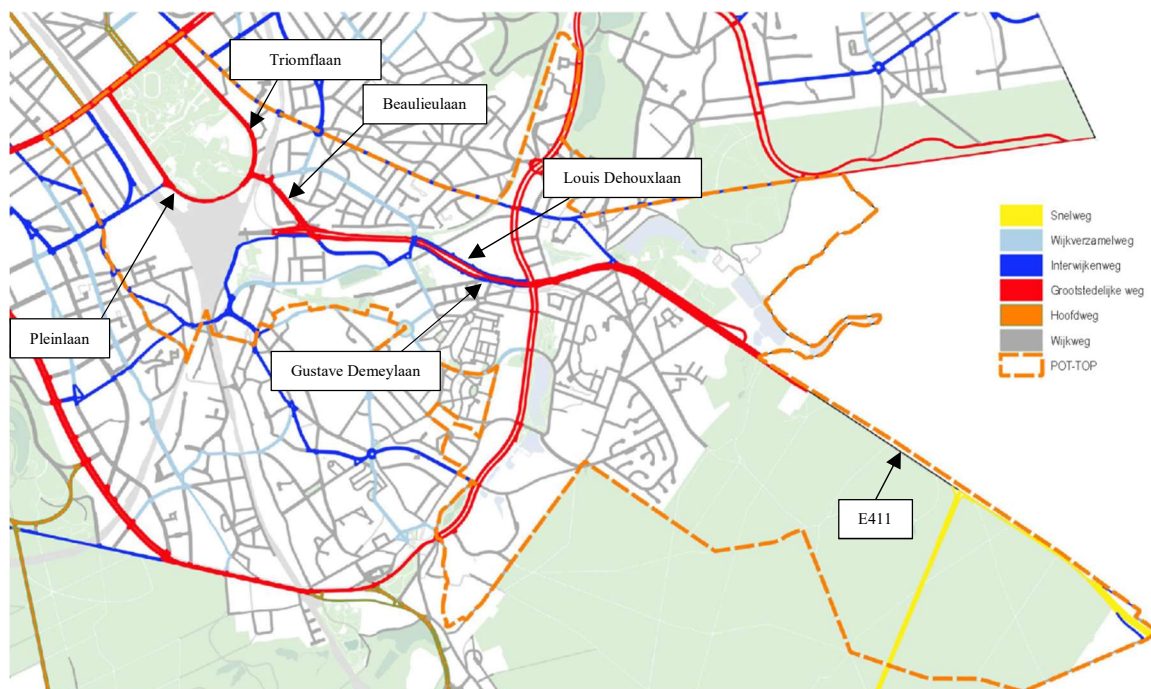 Triomflaan
Beaulieulaan
Louis Dehouxlaan
Pleinlaan
Gustave Demeylaan
E411
Snelweg
Wijkverzamelweg
Interwijkenweg
Grootstedelijke weg
Hoofdweg
Wijkweg
POT-TOP